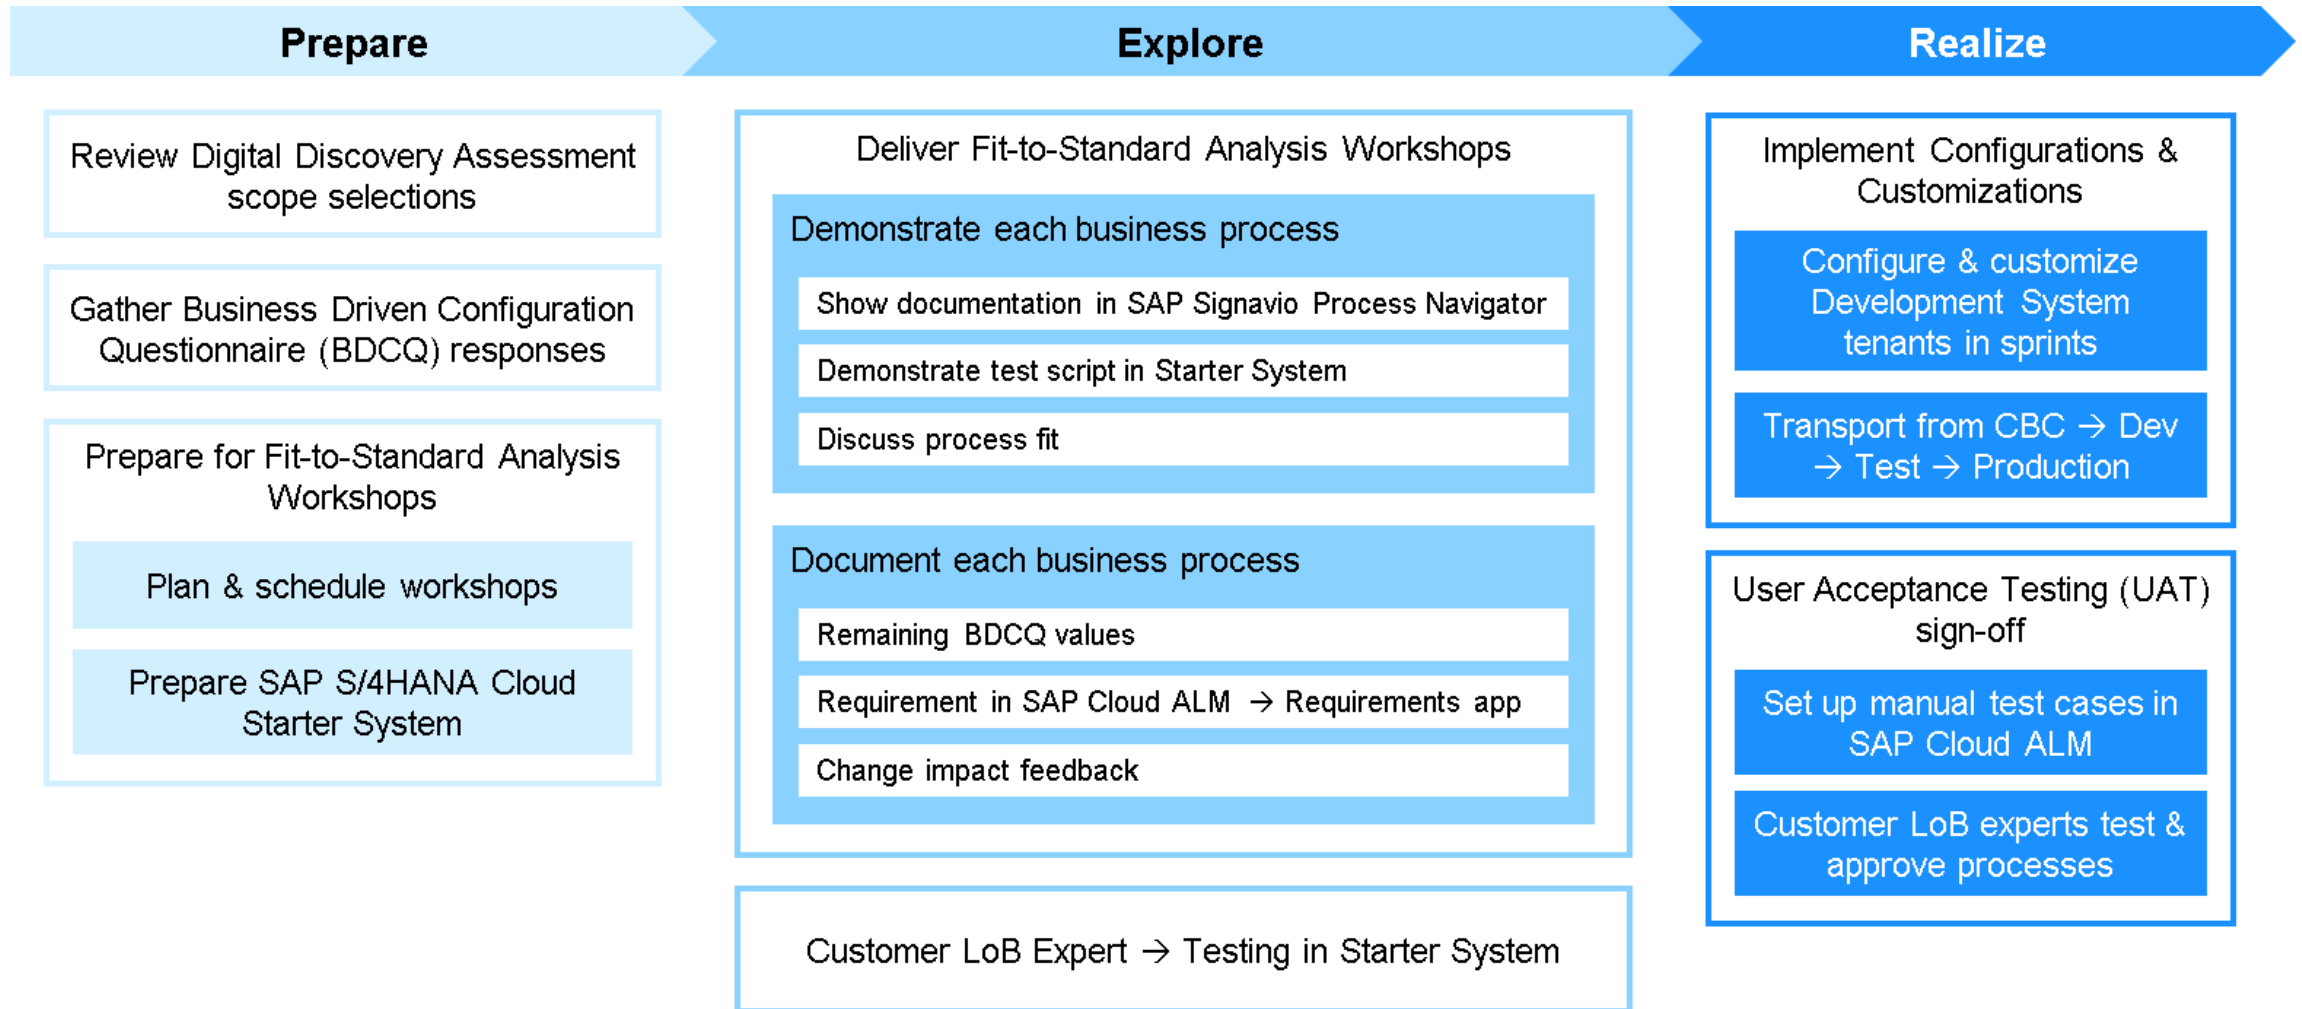 Prepare
Explore
Realize
Review Digital Discovery Assessment
scope selections
Gather Business Driven Configuration
Questionnaire (BDCQ) responses
Prepare for Fit-to-Standard Analysis
Workshops
Plan & schedule workshops
Prepare SAP S/4HANA Cloud
Starter System
Deliver Fit-to-Standard Analysis Workshops
Demonstrate each business process
Show documentation in SAP Signavio Process Navigator
Demonstrate test script in Starter System
Discuss process fit
Document each business process
Remaining BDCQ values
Requirement in SAP Cloud ALM → Requirements app
Change impact feedback
Customer LoB Expert → Testing in Starter System
Implement Configurations &
Customizations
Configure & customize
Development System
tenants in sprints
Transport from CBC → Dev
→ Test → Production
User Acceptance Testing (UAT)
sign-off
Set up manual test cases in
SAP Cloud ALM
Customer LoB experts test &
approve processes